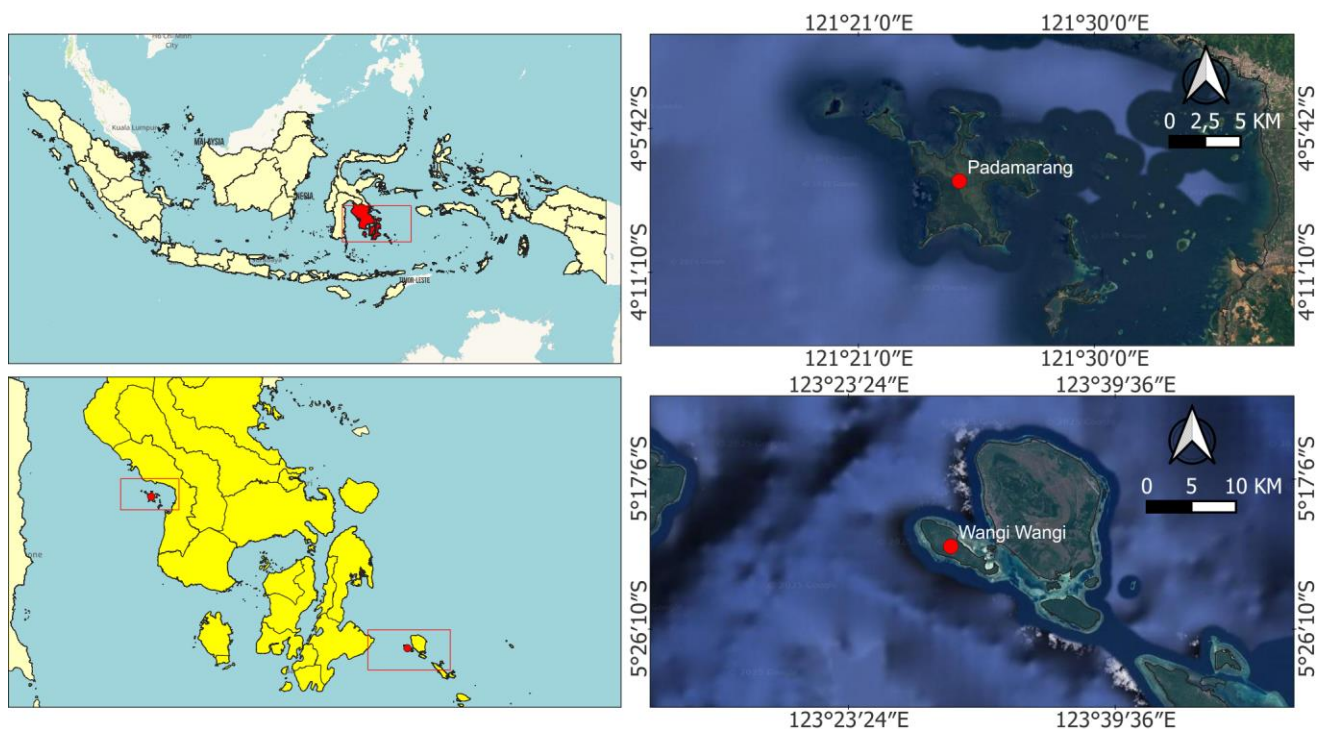 Ho Chi Minh
City
Kuala Lumpur
MALAYSIA
NESIA
TIMOR-LESTE
121°21′0″E
121°30′0″E
4°5′42″S
4°11′10″S
0 2,5 5 KM
Padamarang
4°5′42″S
4°11′10″S
121°21′0″E
121°30′0″E
one
123°23′24″E
123°39′36″E
5°17′6″S
5°26′10″S
0 5 10 KM
Wangi Wangi
5°17′6″S
5°26′10″S
123°23′24″E
123°39′36″E